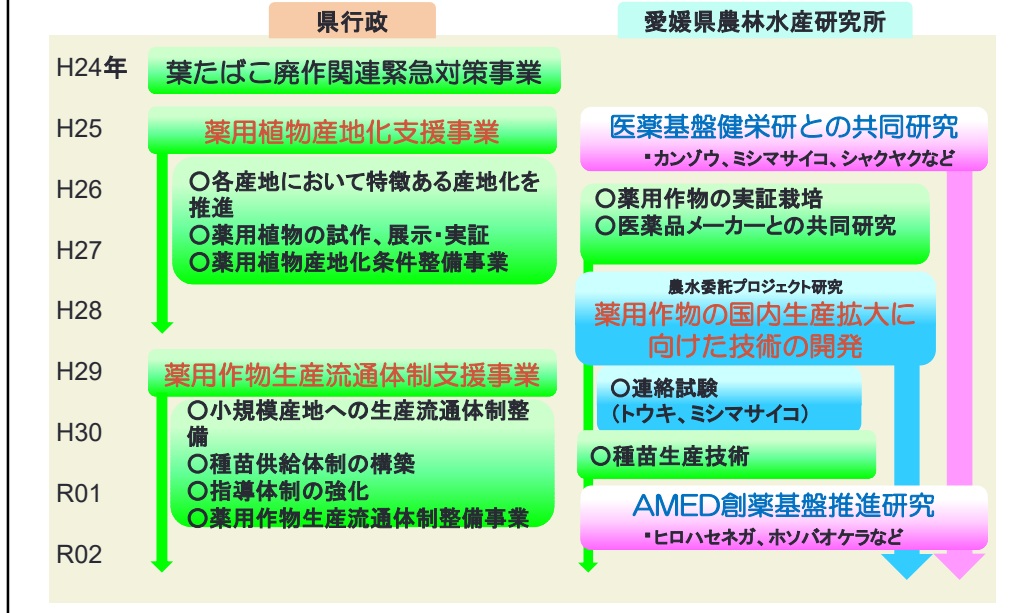 県行政
愛媛県農林水産研究所
H24年
H25
H26
H27
H28
H29
H30
R01
R02
葉たばこ廃作関連緊急対策事業
薬用植物産地化支援事業
〇各産地において特徴ある産地化を
推進
〇薬用植物の試作、展示・実証
〇薬用植物産地化条件整備事業
薬用作物生産流通体制支援事業
〇小規模産地への生産流通体制整
備
〇種苗供給体制の構築
〇指導体制の強化
〇薬用作物生産流通体制整備事業
医薬基盤健栄研との共同研究
・カンゾウ、ミシマサイコ、シャクヤクなど
〇薬用作物の実証栽培
〇医薬品メーカーとの共同研究
農水委託プロジェクト研究
薬用作物の国内生産拡大に
向けた技術の開発
〇連絡試験
（トウキ、ミシマサイコ）
〇種苗生産技術
AMED創薬基盤推進研究
・ヒロハセネガ、ホソバオケラなど